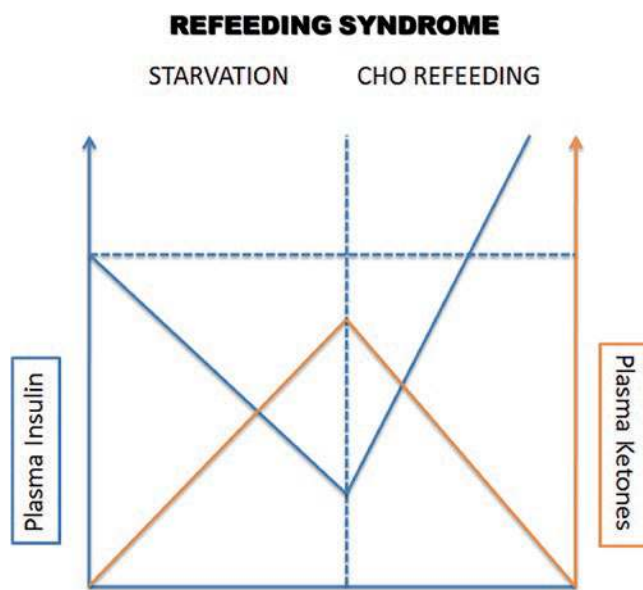 REFEEDING SYNDROME
STARVATION
CHO REFEEDING
Plasma Insulin
Plasma Ketones